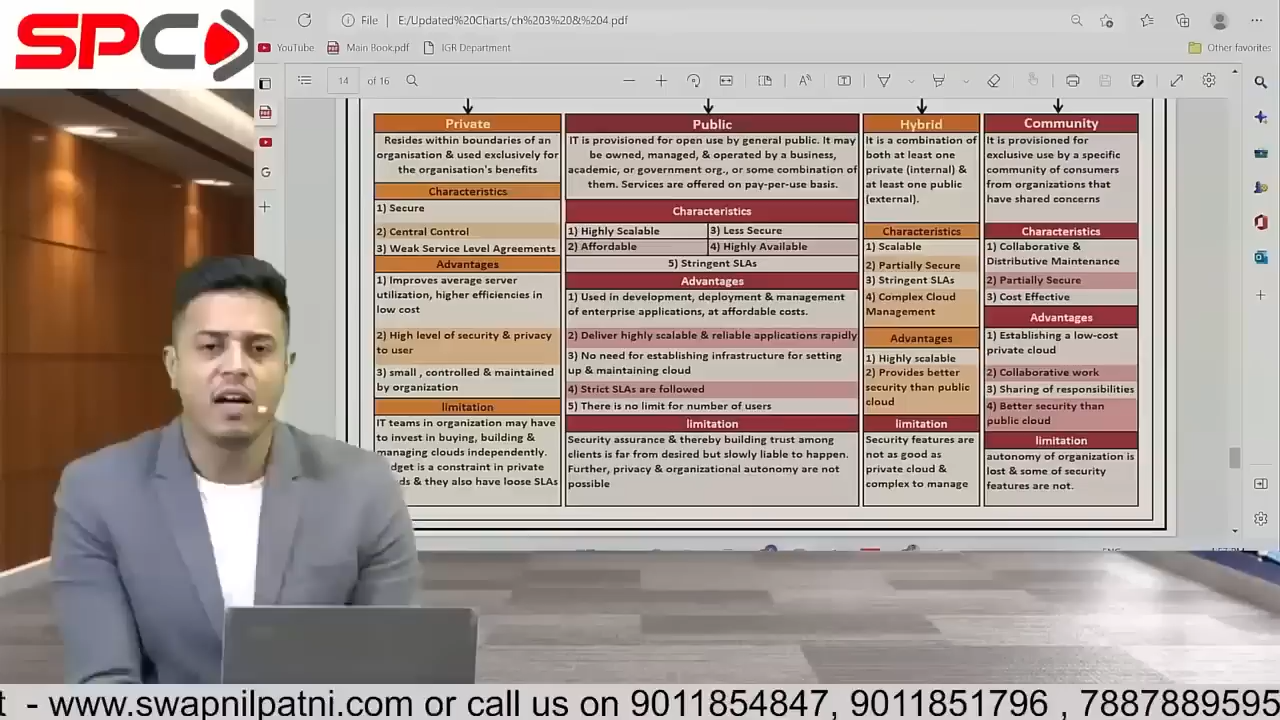 SPC
File
E:/Updated%20Charts/ch%203%20&t%204.pdf
YouTube
Main Book.pdf
IGR Department
Other favorites
14
of 16
Private
Resides within boundaries of an
organisation & used exclusively for
the organisation's benefits
Characteristics
1) Secure
2) Central Control
3) Weak Service Level Agreements
Advantages
1) Improves average server
utilization, higher efficiencies in
low cost
2) High level of security & privacy
to user
3) small , controlled & maintained
by organization
limitation
IT teams in organization may have
to invest in buying, building &
managing clouds independently.
dget is a constraint in private
ds & they also have loose SLAs
Public
IT is provisioned for open use by general public. It may
be owned, managed, & operated by a business,
academic, or government org., or some combination of
them. Services are offered on pay-per-use basis.
Characteristics
1) Highly Scalable
3) Less Secure
2) Affordable
4) Highly Available
5) Stringent SLAs
Advantages
1) Used in development, deployment & management
of enterprise applications, at affordable costs.
2) Deliver highly scalable & reliable applications rapidly
3) No need for establishing infrastructure for setting
up & maintaining cloud
4) Strict SLAs are followed
5) There is no limit for number of users
limitation
Security assurance & thereby building trust among
clients is far from desired but slowly liable to happen.
Further, privacy & organizational autonomy are not
possible
Hybrid
It is a combination of
both at least one
private (internal) &
at least one public
(external).
Characteristics
1) Scalable
2) Partially Secure
3) Stringent SLAs
4) Complex Cloud
Management
Advantages
1) Highly scalable
2) Provides better
security than public
cloud
limitation
Security features are
not as good as
private cloud &
complex to manage
Community
It is provisioned for
exclusive use by a specific
community of consumers
from organizations that
have shared concerns
Characteristics
1) Collaborative &
Distributive Maintenance
2) Partially Secure
3) Cost Effective
Advantages
1) Establishing a low-cost
private cloud
2) Collaborative work
3) Sharing of responsibilities
4) Better security than
public cloud
limitation
autonomy of organization is
lost & some of security
features are not.
t - www.swapnilpatni.com or call us on 9011854847, 9011851796 , 7887889595